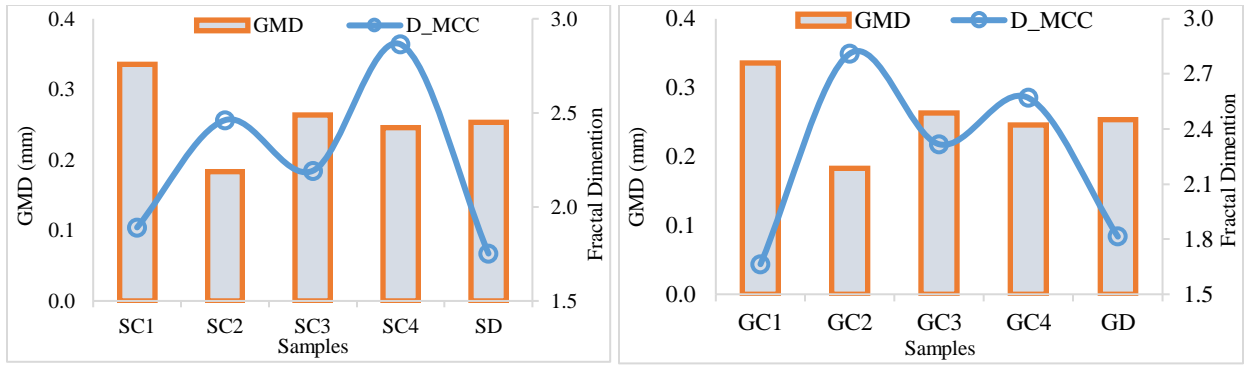 GMD D_MCC
0.4
0.3
0.2
0.1
0.0
GMD (mm)
3.0
2.5
2.0
1.5
Fractal Dimention
SC1 SC2 SC3 SC4 SD
Samples
GMD D_MCC
0.4
0.3
0.2
0.1
0.0
GMD (mm)
3.0
2.7
2.4
2.1
1.8
1.5
Fractal Dimention
GC1 GC2 GC3 GC4 GD
Samples